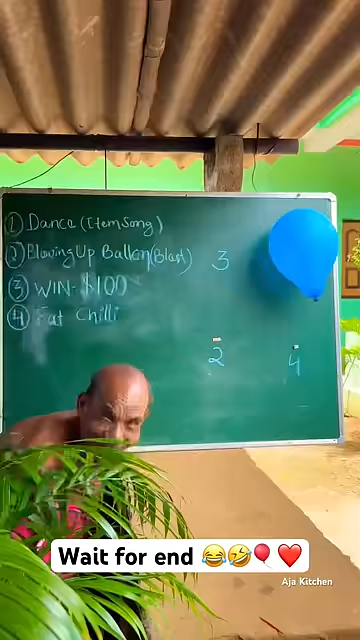 ① Dance (Item Song)
② Blowing Up Ballon (Blast) 3
③ WIN - $100
④ Eat Chilli
2 4
Wait for end 😂🤣🎈❤️
Aja Kitchen